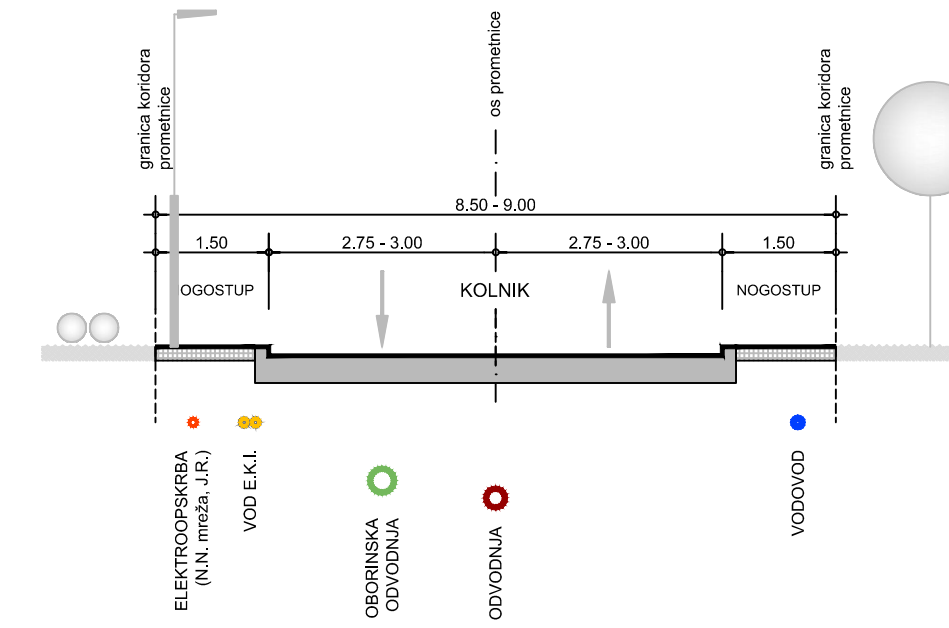 granica koridora
prometnice
os prometnice
granica koridora
prometnice
8.50 - 9.00
1.50
2.75 - 3.00
2.75 - 3.00
1.50
OGOSTUP
KOLNIK
NOGOSTUP
ELEKTROOPSKRBA
(N.N. mreža, J.R.)
VOD E.K.I.
OBORINSKA
ODVODNJA
ODVODNJA
VODOVOD